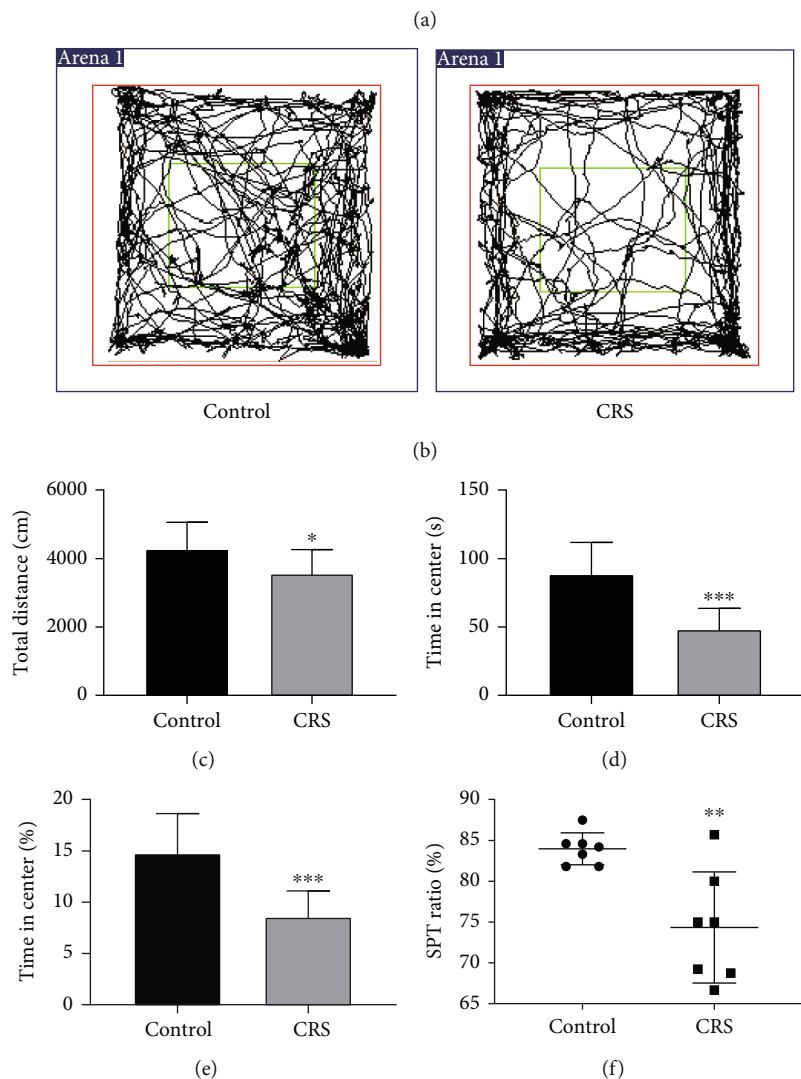 (a)
Arena 1
Arena 1
Control
CRS
(b)
6000
4000
2000
0
Total distance (cm)
*
Control
CRS
(c)
150
100
50
0
Time in center (s)
***
Control
CRS
(d)
20
15
10
5
0
Time in center (%)
***
Control
CRS
(e)
90
85
80
75
70
65
SPT ratio (%)
**
Control
CRS
(f)